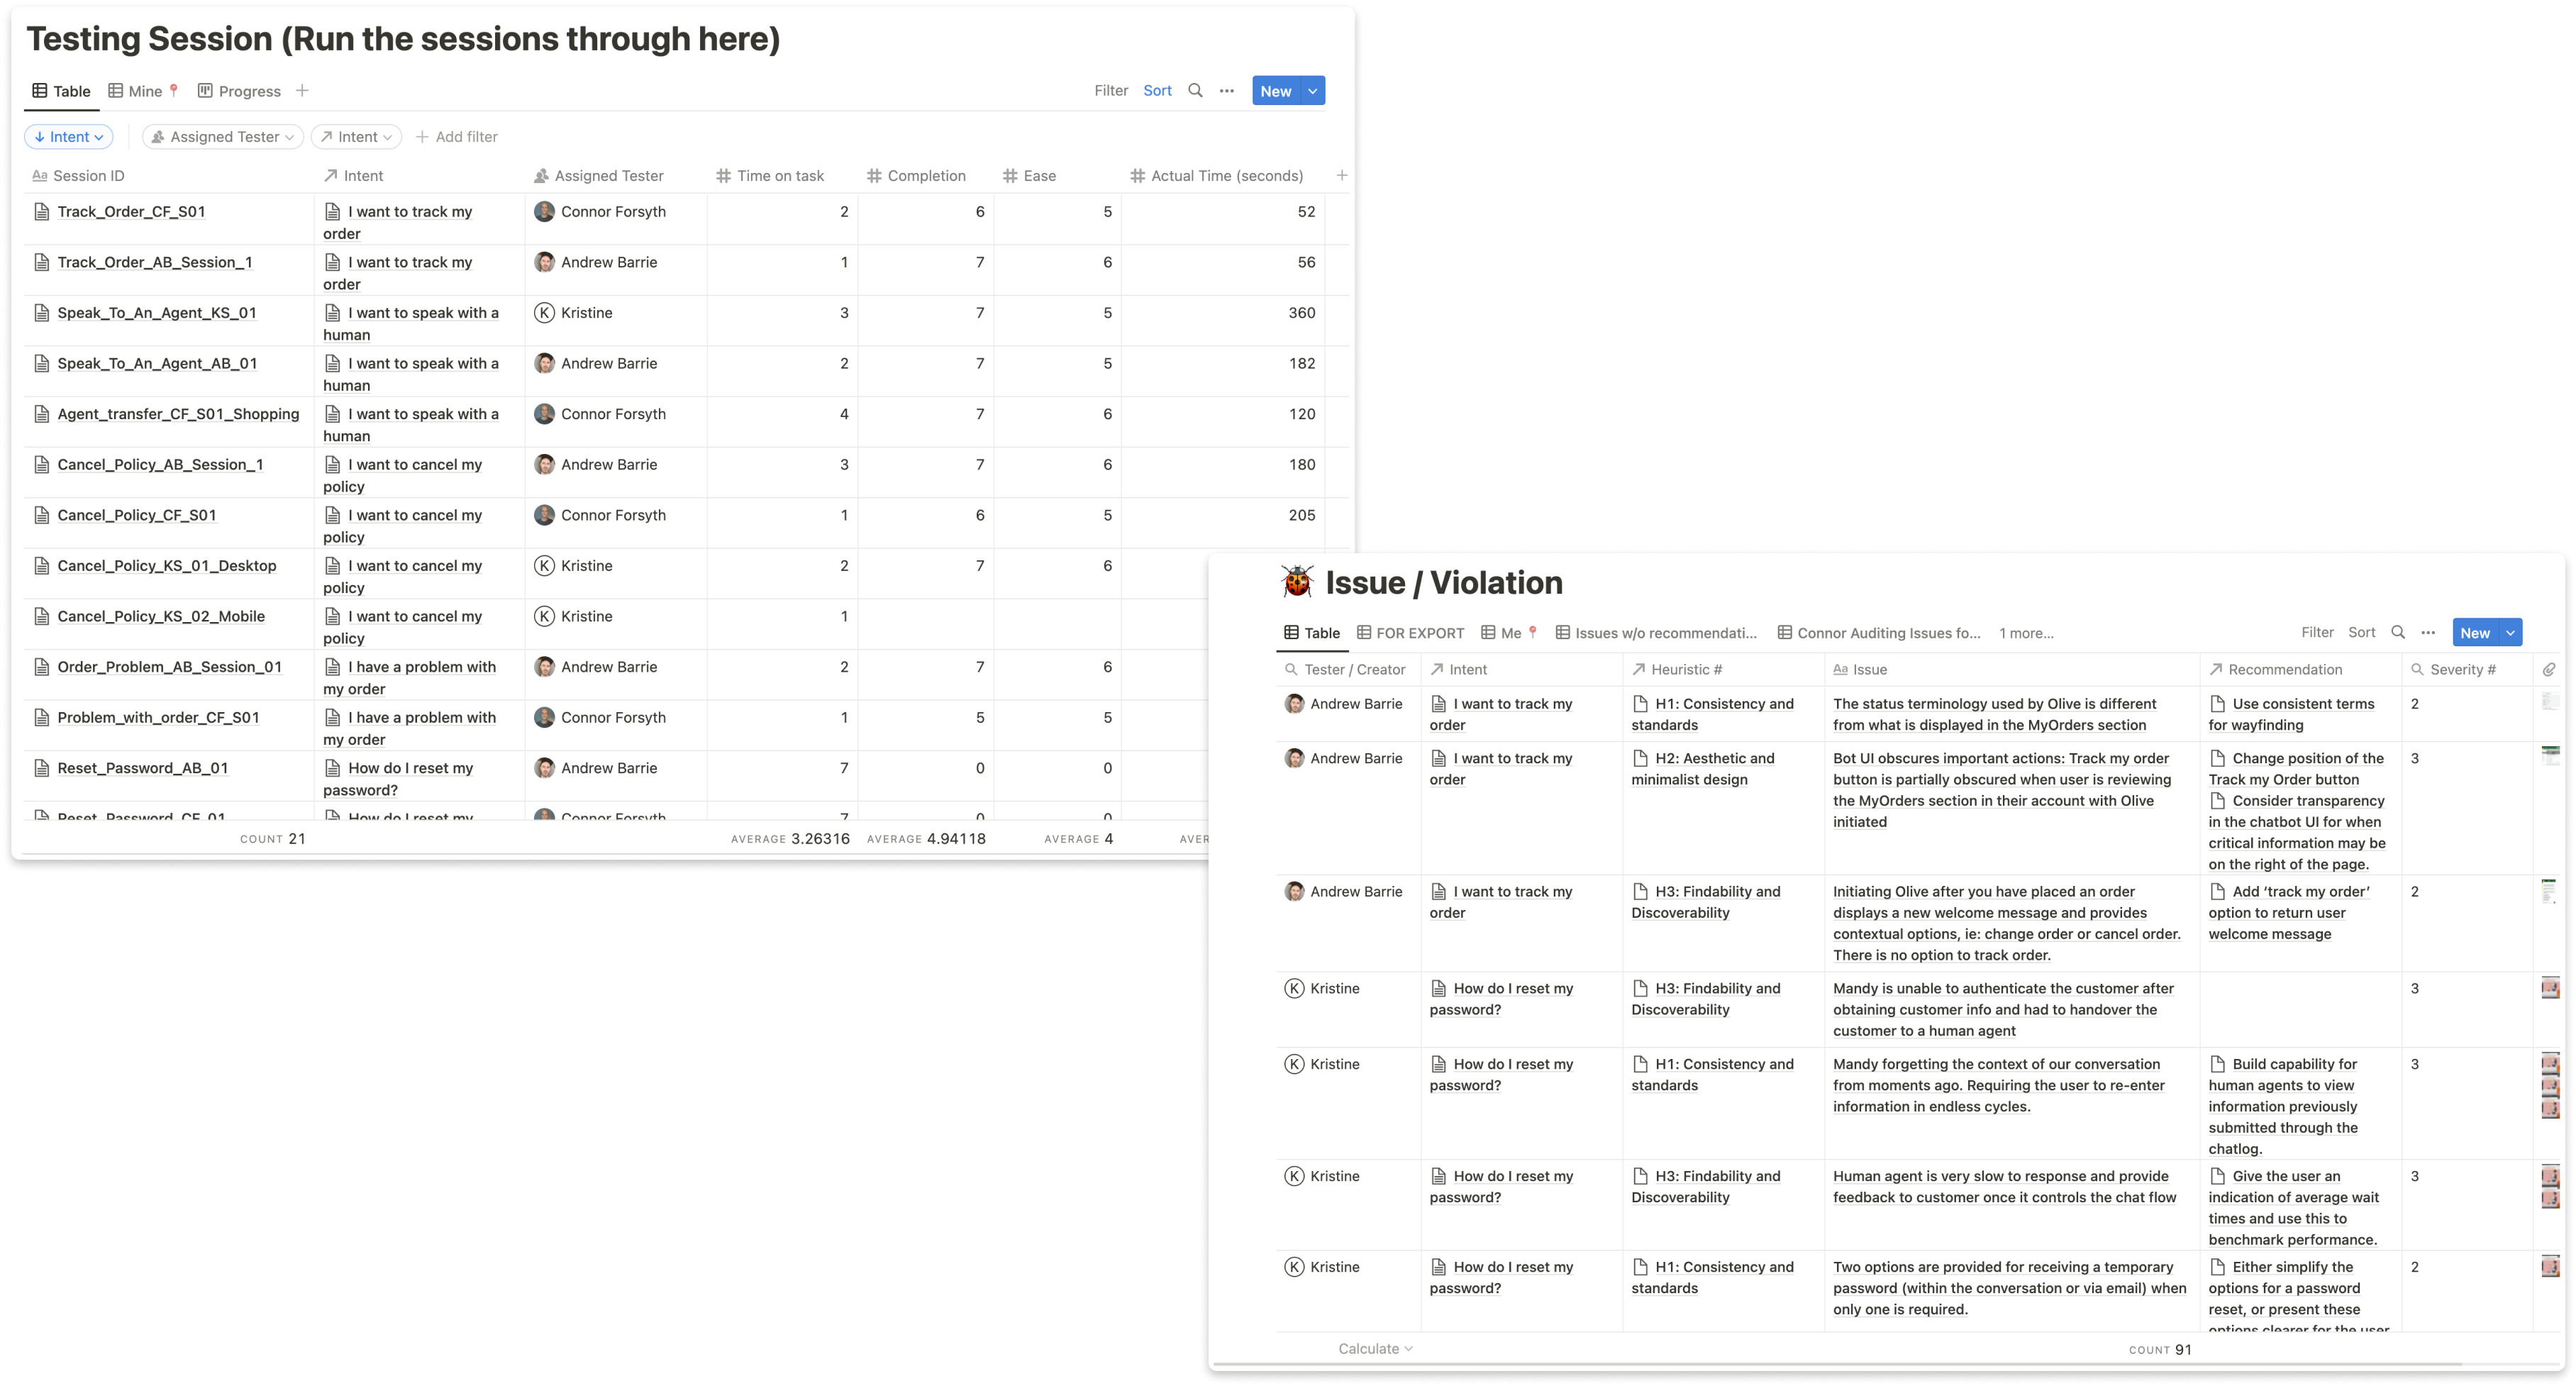 Testing Session (Run the sessions through here)
Table Mine Progress
Filter Sort New
Intent Assigned Tester Intent Add filter
Session ID Intent Assigned Tester Time on task Completion Ease Actual Time (seconds)
Track_Order_CF_S01 I want to track my Connor Forsyth 2 6 5 52
order
Track_Order_AB_Session_1 I want to track my Andrew Barrie 1 7 6 56
order
Speak_To_An_Agent_KS_01 I want to speak with a K Kristine 3 7 5 360
human
Speak_To_An_Agent_AB_01 I want to speak with a Andrew Barrie 2 7 5 182
human
Agent_transfer_CF_S01_Shopping I want to speak with a Connor Forsyth 4 7 6 120
human
Cancel_Policy_AB_Session_1 I want to cancel my Andrew Barrie 3 7 6 180
policy
Cancel_Policy_CF_S01 I want to cancel my Connor Forsyth 1 6 5 205
policy
Cancel_Policy_KS_01_Desktop I want to cancel my K Kristine 2 7 6
policy
Cancel_Policy_KS_02_Mobile I want to cancel my K Kristine 1
policy
Order_Problem_AB_Session_01 I have a problem with Andrew Barrie 2 7 6
my order
Problem_with_order_CF_S01 I have a problem with Connor Forsyth 1 5 5
my order
Reset_Password_AB_01 How do I reset my Andrew Barrie 7 0 0
password?
Reset_Password_CF_01 How do I reset my Connor Forsyth 7 0 0
COUNT 21 AVERAGE 3.26316 AVERAGE 4.94118 AVERAGE 4 AVER
Issue / Violation
Table FOR EXPORT Me Issues w/o recommendati... Connor Auditing Issues fo... 1 more...
Filter Sort New
Tester / Creator Intent Heuristic # Issue Recommendation Severity #
Andrew Barrie I want to track my H1: Consistency and The status terminology used by Olive is different Use consistent terms 2
order standards from what is displayed in the MyOrders section for wayfinding
Andrew Barrie I want to track my H2: Aesthetic and Bot UI obscures important actions: Track my order Change position of the 3
order minimalist design button is partially obscured when user is reviewing Track my Order button
the MyOrders section in their account with Olive Consider transparency
initiated in the chatbot UI for when
critical information may be
on the right of the page.
Andrew Barrie I want to track my H3: Findability and Initiating Olive after you have placed an order Add ‘track my order’ 2
order Discoverability displays a new welcome message and provides option to return user
contextual options, ie: change order or cancel order. welcome message
There is no option to track order.
K Kristine How do I reset my H3: Findability and Mandy is unable to authenticate the customer after 3
password? Discoverability obtaining customer info and had to handover the
customer to a human agent
K Kristine How do I reset my H1: Consistency and Mandy forgetting the context of our conversation Build capability for 3
password? standards from moments ago. Requiring the user to re-enter human agents to view
information in endless cycles. information previously
submitted through the
chatlog.
K Kristine How do I reset my H3: Findability and Human agent is very slow to response and provide Give the user an 3
password? Discoverability feedback to customer once it controls the chat flow indication of average wait
times and use this to
benchmark performance.
K Kristine How do I reset my H1: Consistency and Two options are provided for receiving a temporary Either simplify the 2
password? standards password (within the conversation or via email) when options for a password
only one is required. reset, or present these
options clearer for the user
Calculate COUNT 91